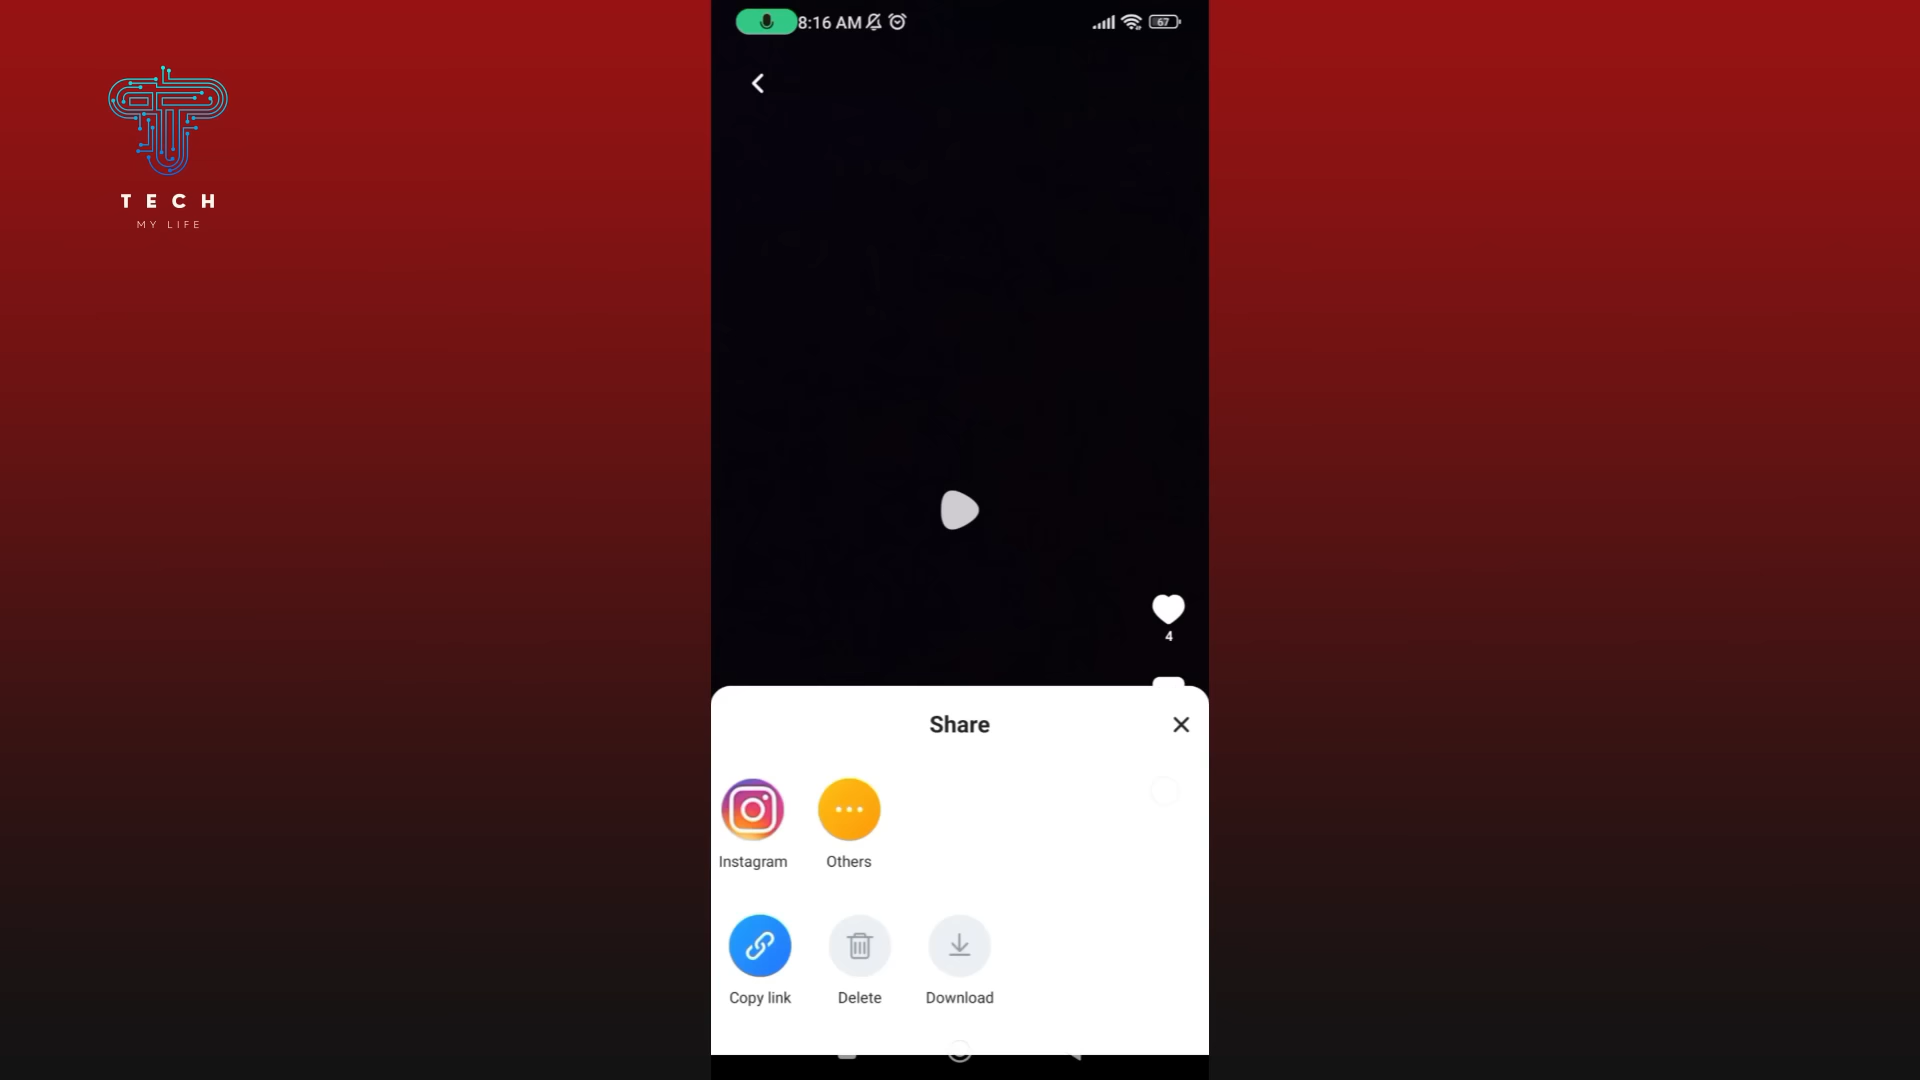 8:16 AM
67
TECH
MY LIFE
4
Share
Instagram
Others
Copy link
Delete
Download